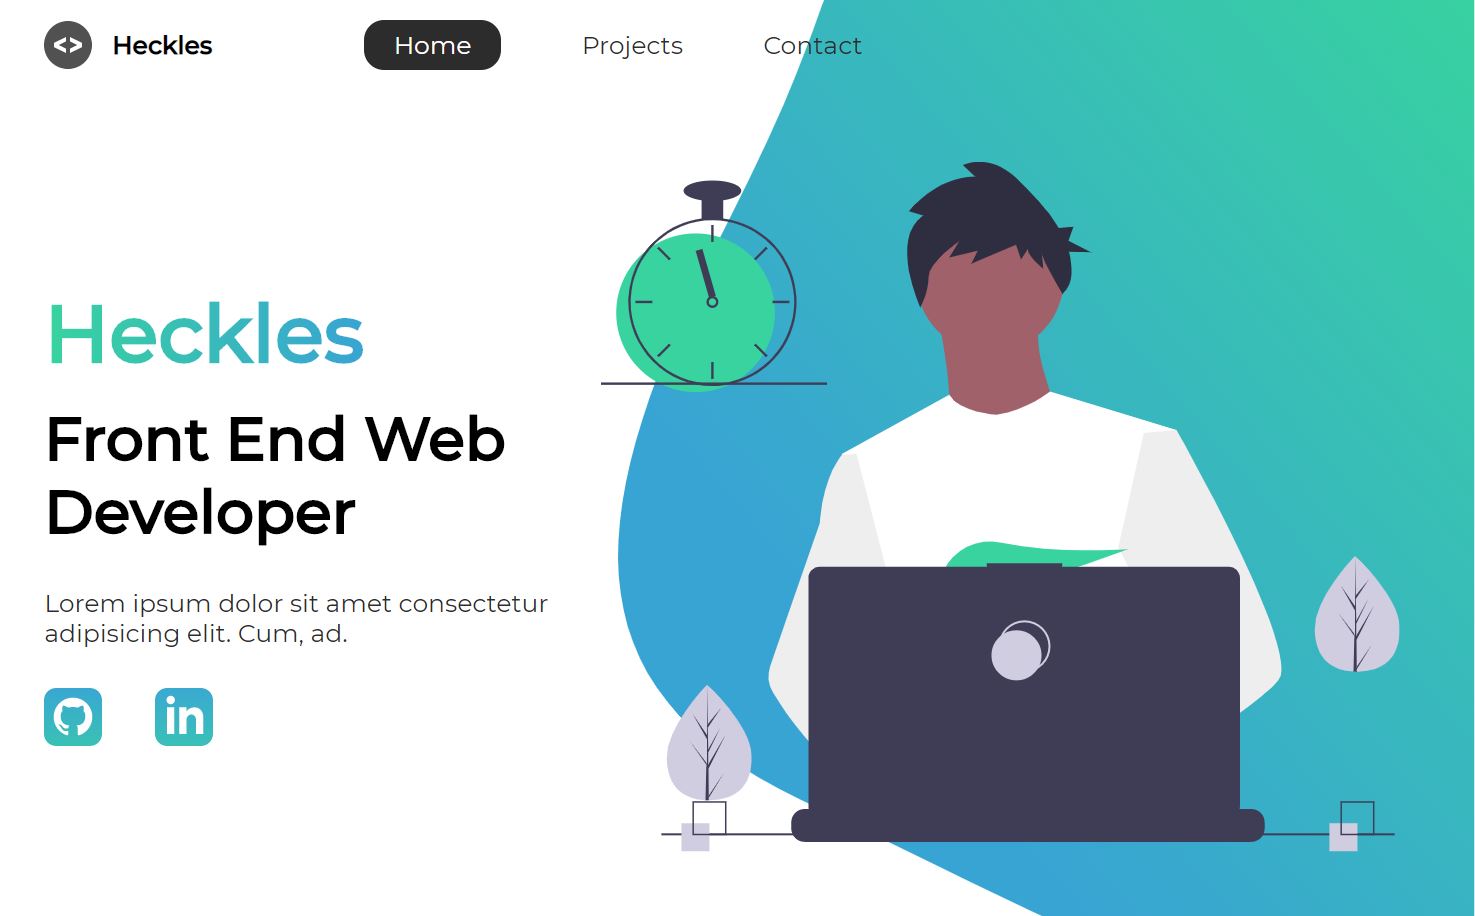 Heckles
Home
Projects
Contact
Heckles
Front End Web
Developer
Lorem ipsum dolor sit amet consectetur
adipisicing elit. Cum, ad.
in